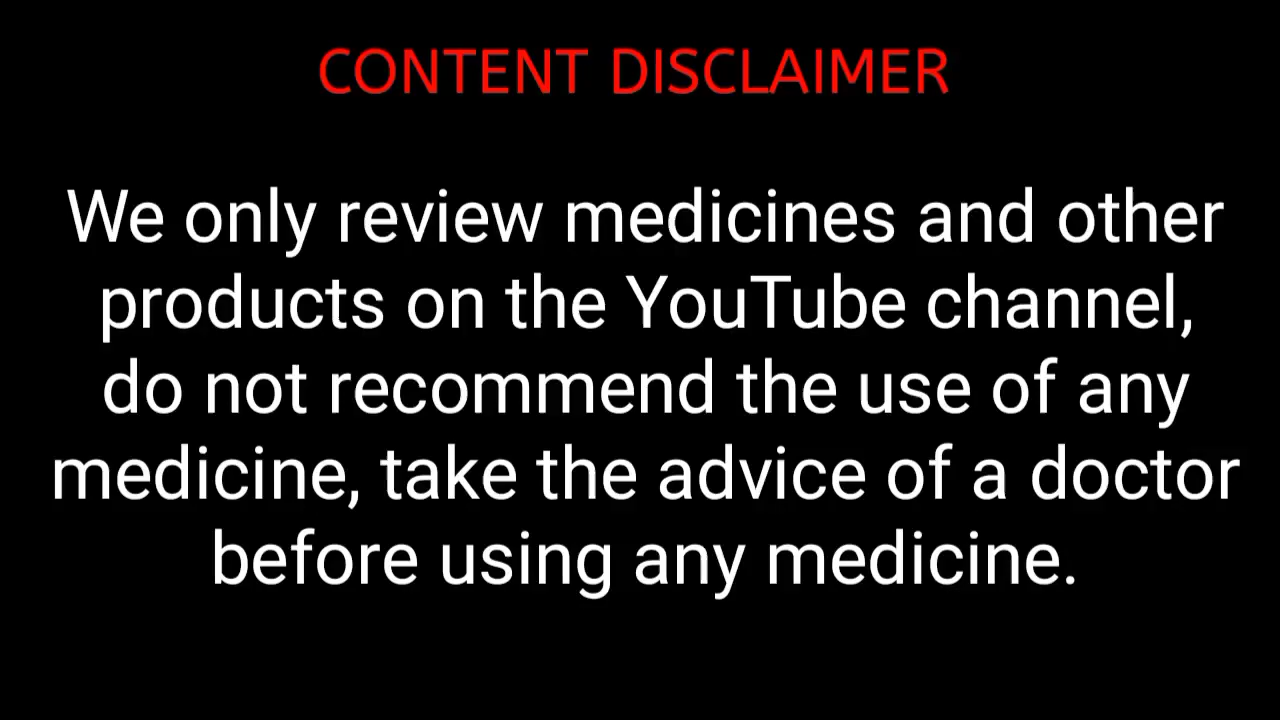 CONTENT DISCLAIMER
We only review medicines and other
products on the YouTube channel,
do not recommend the use of any
medicine, take the advice of a doctor
before using any medicine.